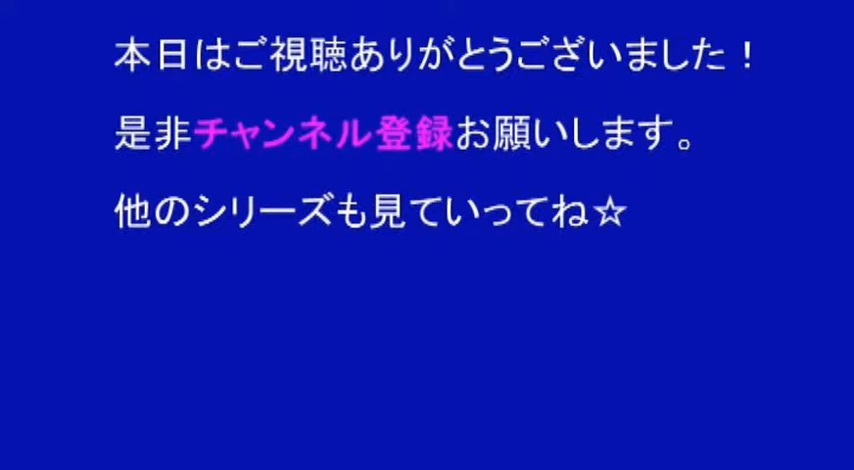 本日はご視聴ありがとうございました！
是非チャンネル登録お願いします。
他のシリーズも見ていってね☆